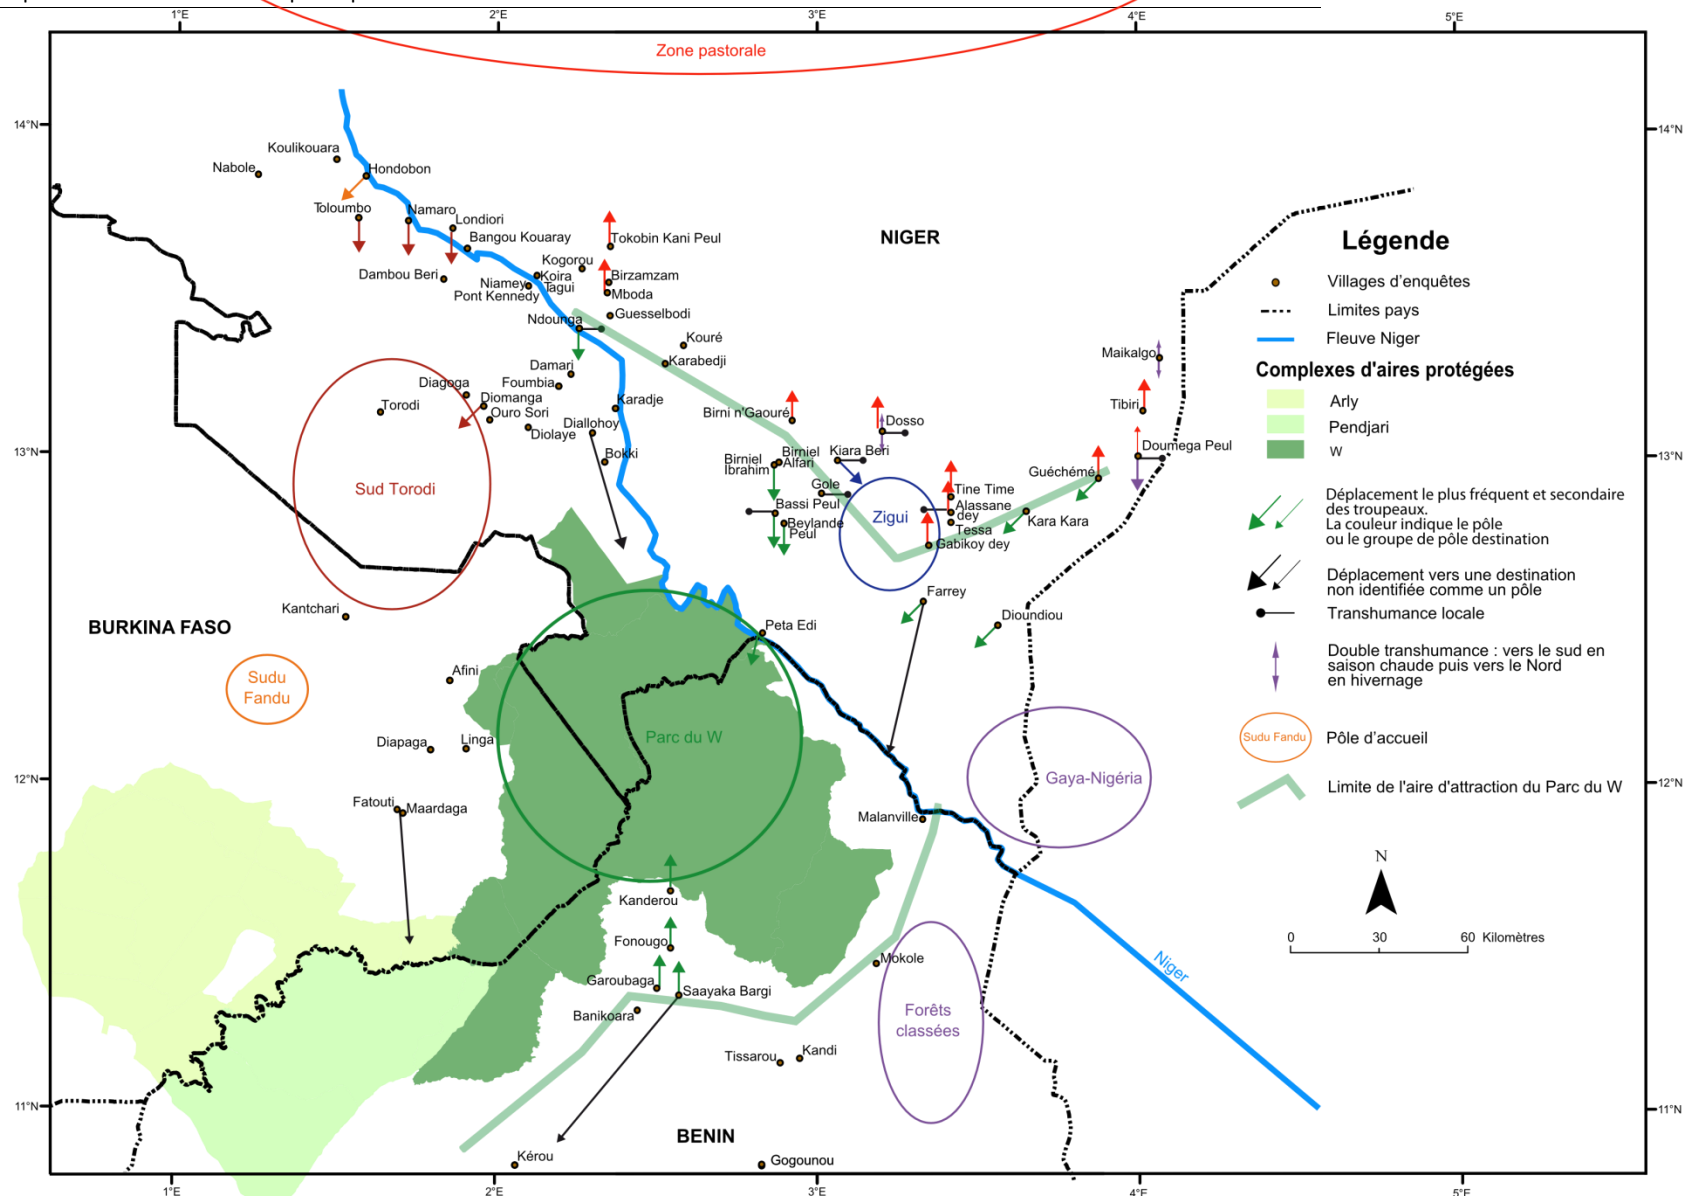 1°E
2°E
3°E
4°E
5°E
Zone pastorale
14°N
14°N
Koulikouara
Nabole
Hondobon
Toloumbo
Namaro
Londiori
Bangou Kouaray
Tokobin Kani Peul
NIGER
Légende
Kogorou
Dambou Beri
Koira
Tagui
Niamey
Pont Kennedy
Birzamzam
Mboda
Guesselbodi
Villages d'enquêtes
Limites pays
Fleuve Niger
Ndounga
Kouré
Karabedji
Maikalgo
Complexes d'aires protégées
Arly
Pendjari
W
Damari
Foumbia
Diagoga
Diomanga
Ouro Sori
Diolaye
Torodi
Karadje
Diallohoy
Bokki
Birni n'Gaouré
Dosso
Tibiri
Doumega Peul
13°N
13°N
Birniel
Ibrahim
Birniel
Alfari
Kiara Beri
Gole
Guéchémé
Sud Torodi
Bassi Peul
Beylande
Peul
Zigui
Tine Time
Alassane
dey
Tessa
Gabikoy dey
Kara Kara
Déplacement le plus fréquent et secondaire
des troupeaux.
La couleur indique le pôle
ou le groupe de pôle destination
Déplacement vers une destination
non identifiée comme un pôle
Transhumance locale
Kantchari
BURKINA FASO
Farrey
Dioundiou
Peta Edi
Double transhumance : vers le sud en
saison chaude puis vers le Nord
en hivernage
Sudu
Fandu
Afini
Diapaga
Linga
Parc du W
Sudu Fandu
Pôle d'accueil
12°N
12°N
Gaya-Nigéria
Limite de l'aire d'attraction du Parc du W
Fatouti
Maardaga
Malanville
N
Kanderou
Fonougo
0
30
60
Kilomètres
Garoubaga
Saayaka Bargi
Mokole
Niger
Banikoara
Forêts
classées
Tissarou
Kandi
11°N
11°N
BENIN
Kérou
Gogounou
1°E
2°E
3°E
4°E
5°E